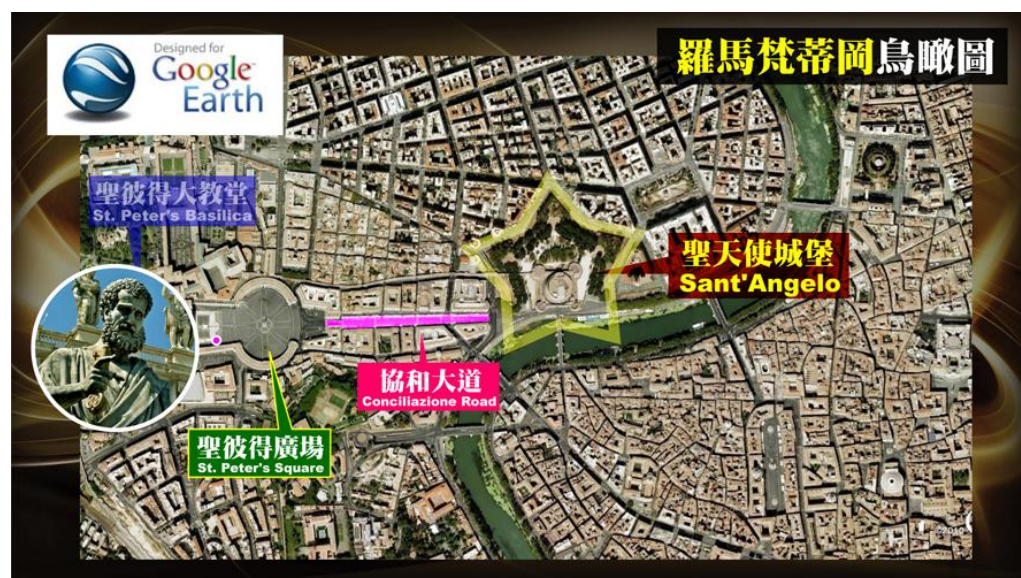 Designed for
Google™
Earth
羅馬梵蒂岡鳥瞰圖
聖彼得大教堂
St. Peter's Basilica
聖天使城堡
Sant'Angelo
協和大道
Conciliazione Road
聖彼得廣場
St. Peter's Square
©2010